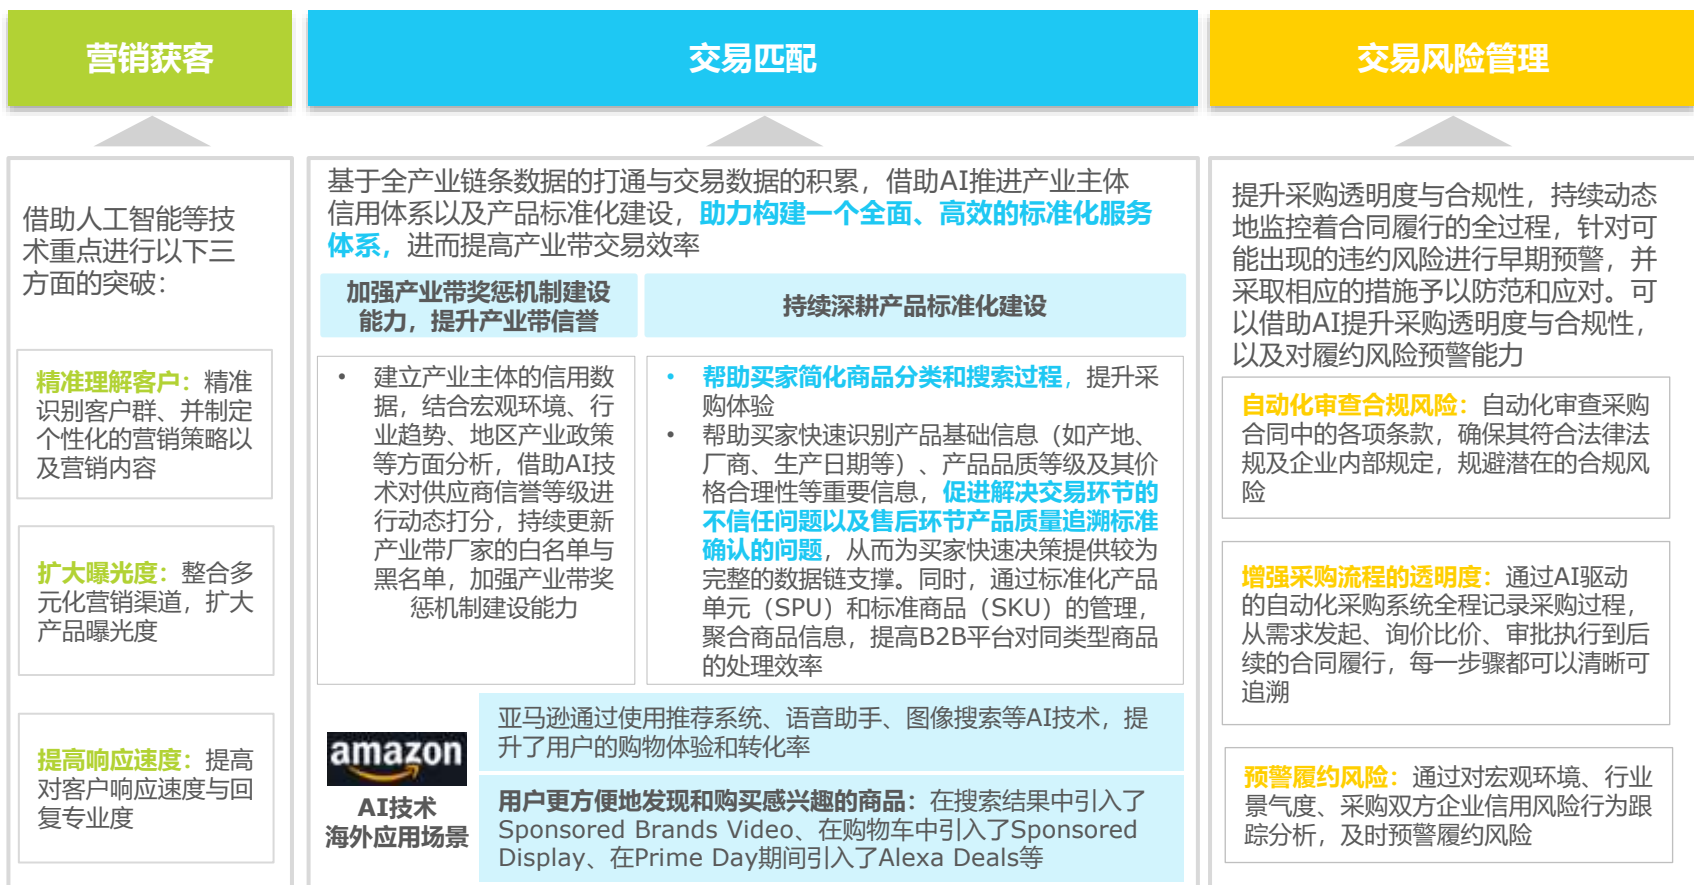 营销获客
借助人工智能等技
术重点进行以下三
方面的突破：
精准理解客户：精准
识别客户群、并制定
个性化的营销策略以
及营销内容
扩大曝光度：整合多
元化营销渠道，扩大
产品曝光度
提高响应速度：提高
对客户响应速度与回
复专业度
交易匹配
基于全产业链条数据的打通与交易数据的积累，借助AI推进产业主体
信用体系以及产品标准化建设，助力构建一个全面、高效的标准化服务
体系，进而提高产业带交易效率
加强产业带奖惩机制建设
能力，提升产业带信誉
• 建立产业主体的信用数
据，结合宏观环境、行
业趋势、地区产业政策
等方面分析，借助AI技
术对供应商信誉等级进
行动态打分，持续更新
产业带厂家的白名单与
黑名单，加强产业带奖
惩机制建设能力
持续深耕产品标准化建设
• 帮助买家简化商品分类和搜索过程，提升采
购体验
• 帮助买家快速识别产品基础信息（如产地、
厂商、生产日期等）、产品品质等级及其价
格合理性等重要信息，促进解决交易环节的
不信任问题以及售后环节产品质量追溯标准
确认的问题，从而为买家快速决策提供较为
完整的数据链支撑。同时，通过标准化产品
单元（SPU）和标准商品（SKU）的管理，
聚合商品信息，提高B2B平台对同类型商品
的处理效率
amazon
AI技术
海外应用场景
亚马逊通过使用推荐系统、语音助手、图像搜索等AI技术，提
升了用户的购物体验和转化率
用户更方便地发现和购买感兴趣的商品：在搜索结果中引入了
Sponsored Brands Video、在购物车中引入了Sponsored
Display、在Prime Day期间引入了Alexa Deals等
交易风险管理
提升采购透明度与合规性，持续动态
地监控着合同履行的全过程，针对可
能出现的违约风险进行早期预警，并
采取相应的措施予以防范和应对。可
以借助AI提升采购透明度与合规性，
以及对履约风险预警能力
自动化审查合规风险：自动化审查采购
合同中的各项条款，确保其符合法律法
规及企业内部规定，规避潜在的合规风
险
增强采购流程的透明度：通过AI驱动
的自动化采购系统全程记录采购过程，
从需求发起、询价比价、审批执行到后
续的合同履行，每一步骤都可以清晰可
追溯
预警履约风险：通过对宏观环境、行业
景气度、采购双方企业信用风险行为跟
踪分析，及时预警履约风险